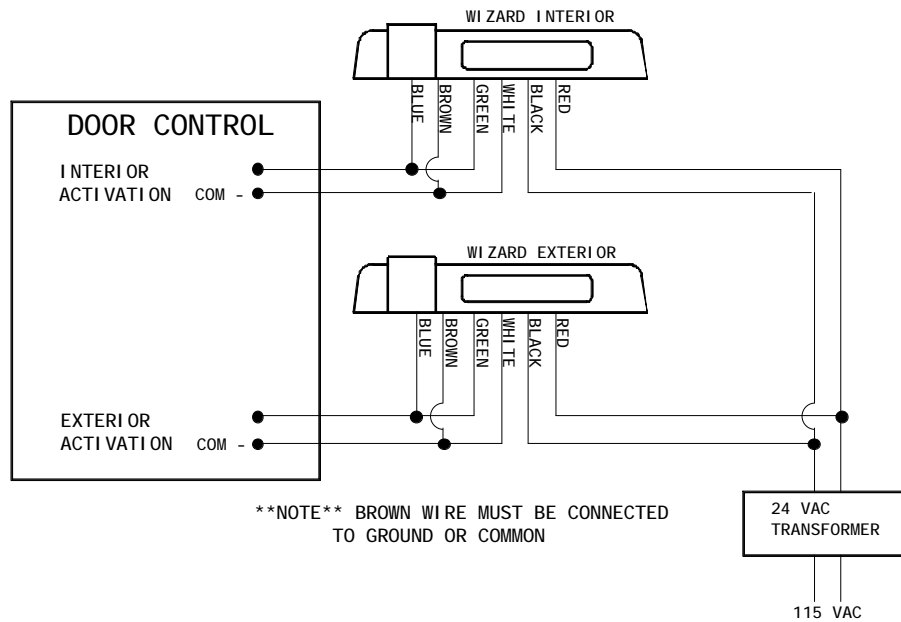 WIZARD INTERIOR
BLUE
BROWN
GREEN
WHITE
BLACK
RED
DOOR CONTROL
INTERIOR
ACTIVATION COM -
WIZARD EXTERIOR
BLUE
BROWN
GREEN
WHITE
BLACK
RED
EXTERIOR
ACTIVATION COM -
**NOTE** BROWN WIRE MUST BE CONNECTED
TO GROUND OR COMMON
24 VAC
TRANSFORMER
115 VAC